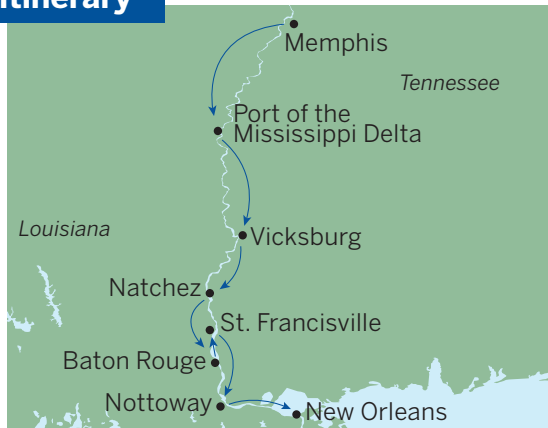 Itinerary
Memphis
Tennessee
Port of the
Mississippi Delta
Louisiana
Vicksburg
Natchez
St. Francisville
Baton Rouge
Nottoway
New Orleans